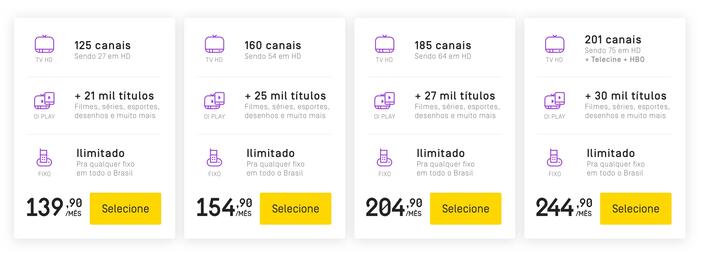 125 canais
Sendo 27 em HD
TV HD
+ 21 mil títulos
Filmes, séries, esportes,
desenhos e muito mais
OI PLAY
Ilimitado
Pra qualquer fixo
em todo o Brasil
FIXO
139,90
/MÊS
Selecione
160 canais
Sendo 54 em HD
TV HD
+ 25 mil títulos
Filmes, séries, esportes,
desenhos e muito mais
OI PLAY
Ilimitado
Pra qualquer fixo
em todo o Brasil
FIXO
154,90
/MÊS
Selecione
185 canais
Sendo 64 em HD
TV HD
+ 27 mil títulos
Filmes, séries, esportes,
desenhos e muito mais
OI PLAY
Ilimitado
Pra qualquer fixo
em todo o Brasil
FIXO
204,90
/MÊS
Selecione
201 canais
Sendo 75 em HD
+ Telecine + HBO
TV HD
+ 30 mil títulos
Filmes, séries, esportes,
desenhos e muito mais
OI PLAY
Ilimitado
Pra qualquer fixo
em todo o Brasil
FIXO
244,90
/MÊS
Selecione